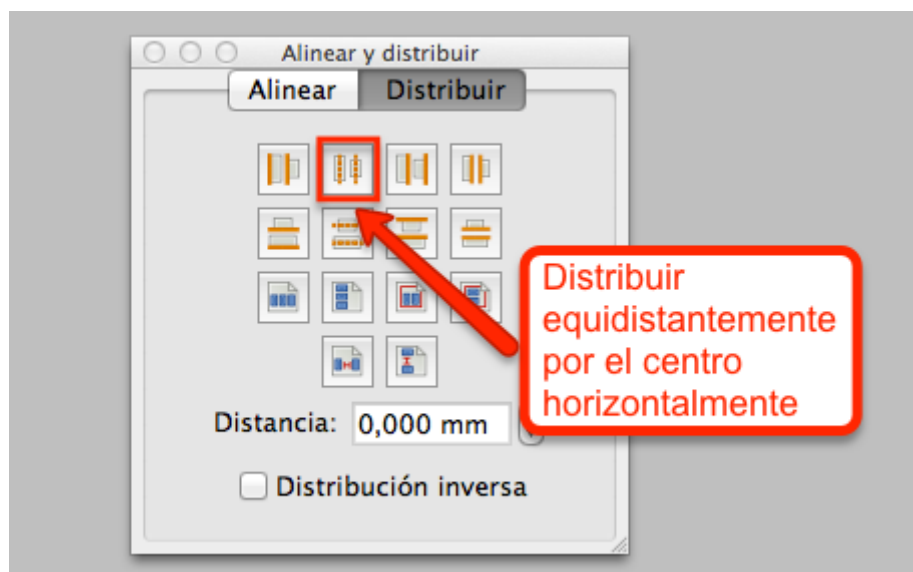 Alinear y distribuir
Alinear Distribuir
Distribuir
equidistantemente
por el centro
horizontalmente
Distancia: 0,000 mm
Distribución inversa